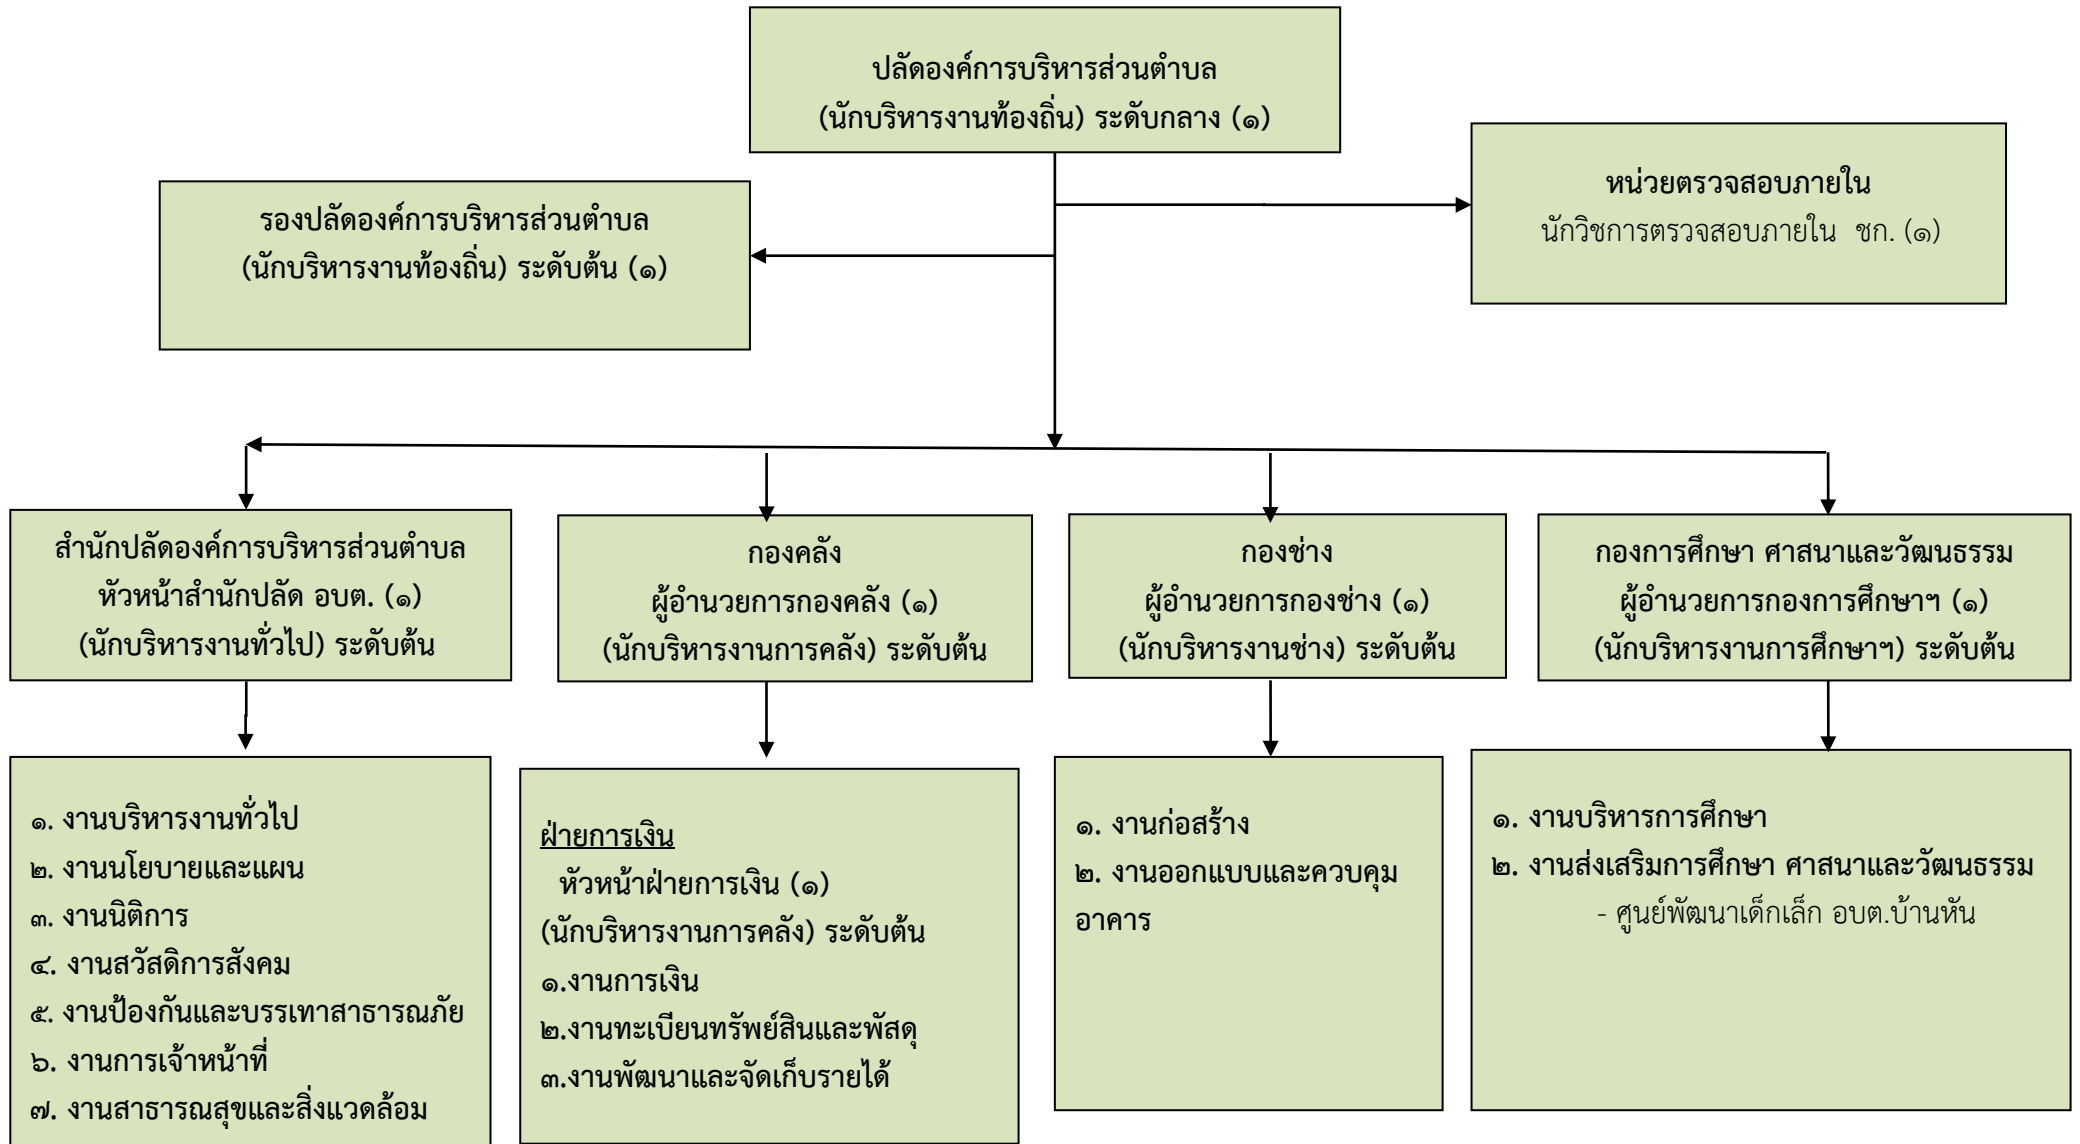 ปลัดองค์การบริหารส่วนตำบล
(นักบริหารงานท้องถิ่น) ระดับกลาง (๑)
หน่วยตรวจสอบภายใน
นักวิชาการตรวจสอบภายใน ชก. (๑)
รองปลัดองค์การบริหารส่วนตำบล
(นักบริหารงานท้องถิ่น) ระดับต้น (๑)
สำนักปลัดองค์การบริหารส่วนตำบล
หัวหน้าสำนักปลัด อบต. (๑)
(นักบริหารงานทั่วไป) ระดับต้น
กองคลัง
ผู้อำนวยการกองคลัง (๑)
(นักบริหารงานการคลัง) ระดับต้น
กองช่าง
ผู้อำนวยการกองช่าง (๑)
(นักบริหารงานช่าง) ระดับต้น
กองการศึกษา ศาสนาและวัฒนธรรม
ผู้อำนวยการกองการศึกษาฯ (๑)
(นักบริหารงานการศึกษาฯ) ระดับต้น
๑. งานบริหารงานทั่วไป
๒. งานนโยบายและแผน
๓. งานนิติการ
๔. งานสวัสดิการสังคม
๕. งานป้องกันและบรรเทาสาธารณภัย
๖. งานการเจ้าหน้าที่
๗. งานสาธารณสุขและสิ่งแวดล้อม
ฝ่ายการเงิน
หัวหน้าฝ่ายการเงิน (๑)
(นักบริหารงานการคลัง) ระดับต้น
๑.งานการเงิน
๒.งานทะเบียนทรัพย์สินและพัสดุ
๓.งานพัฒนาและจัดเก็บรายได้
๑. งานก่อสร้าง
๒. งานออกแบบและควบคุม
อาคาร
๑. งานบริหารการศึกษา
๒. งานส่งเสริมการศึกษา ศาสนาและวัฒนธรรม
- ศูนย์พัฒนาเด็กเล็ก อบต.บ้านหัน